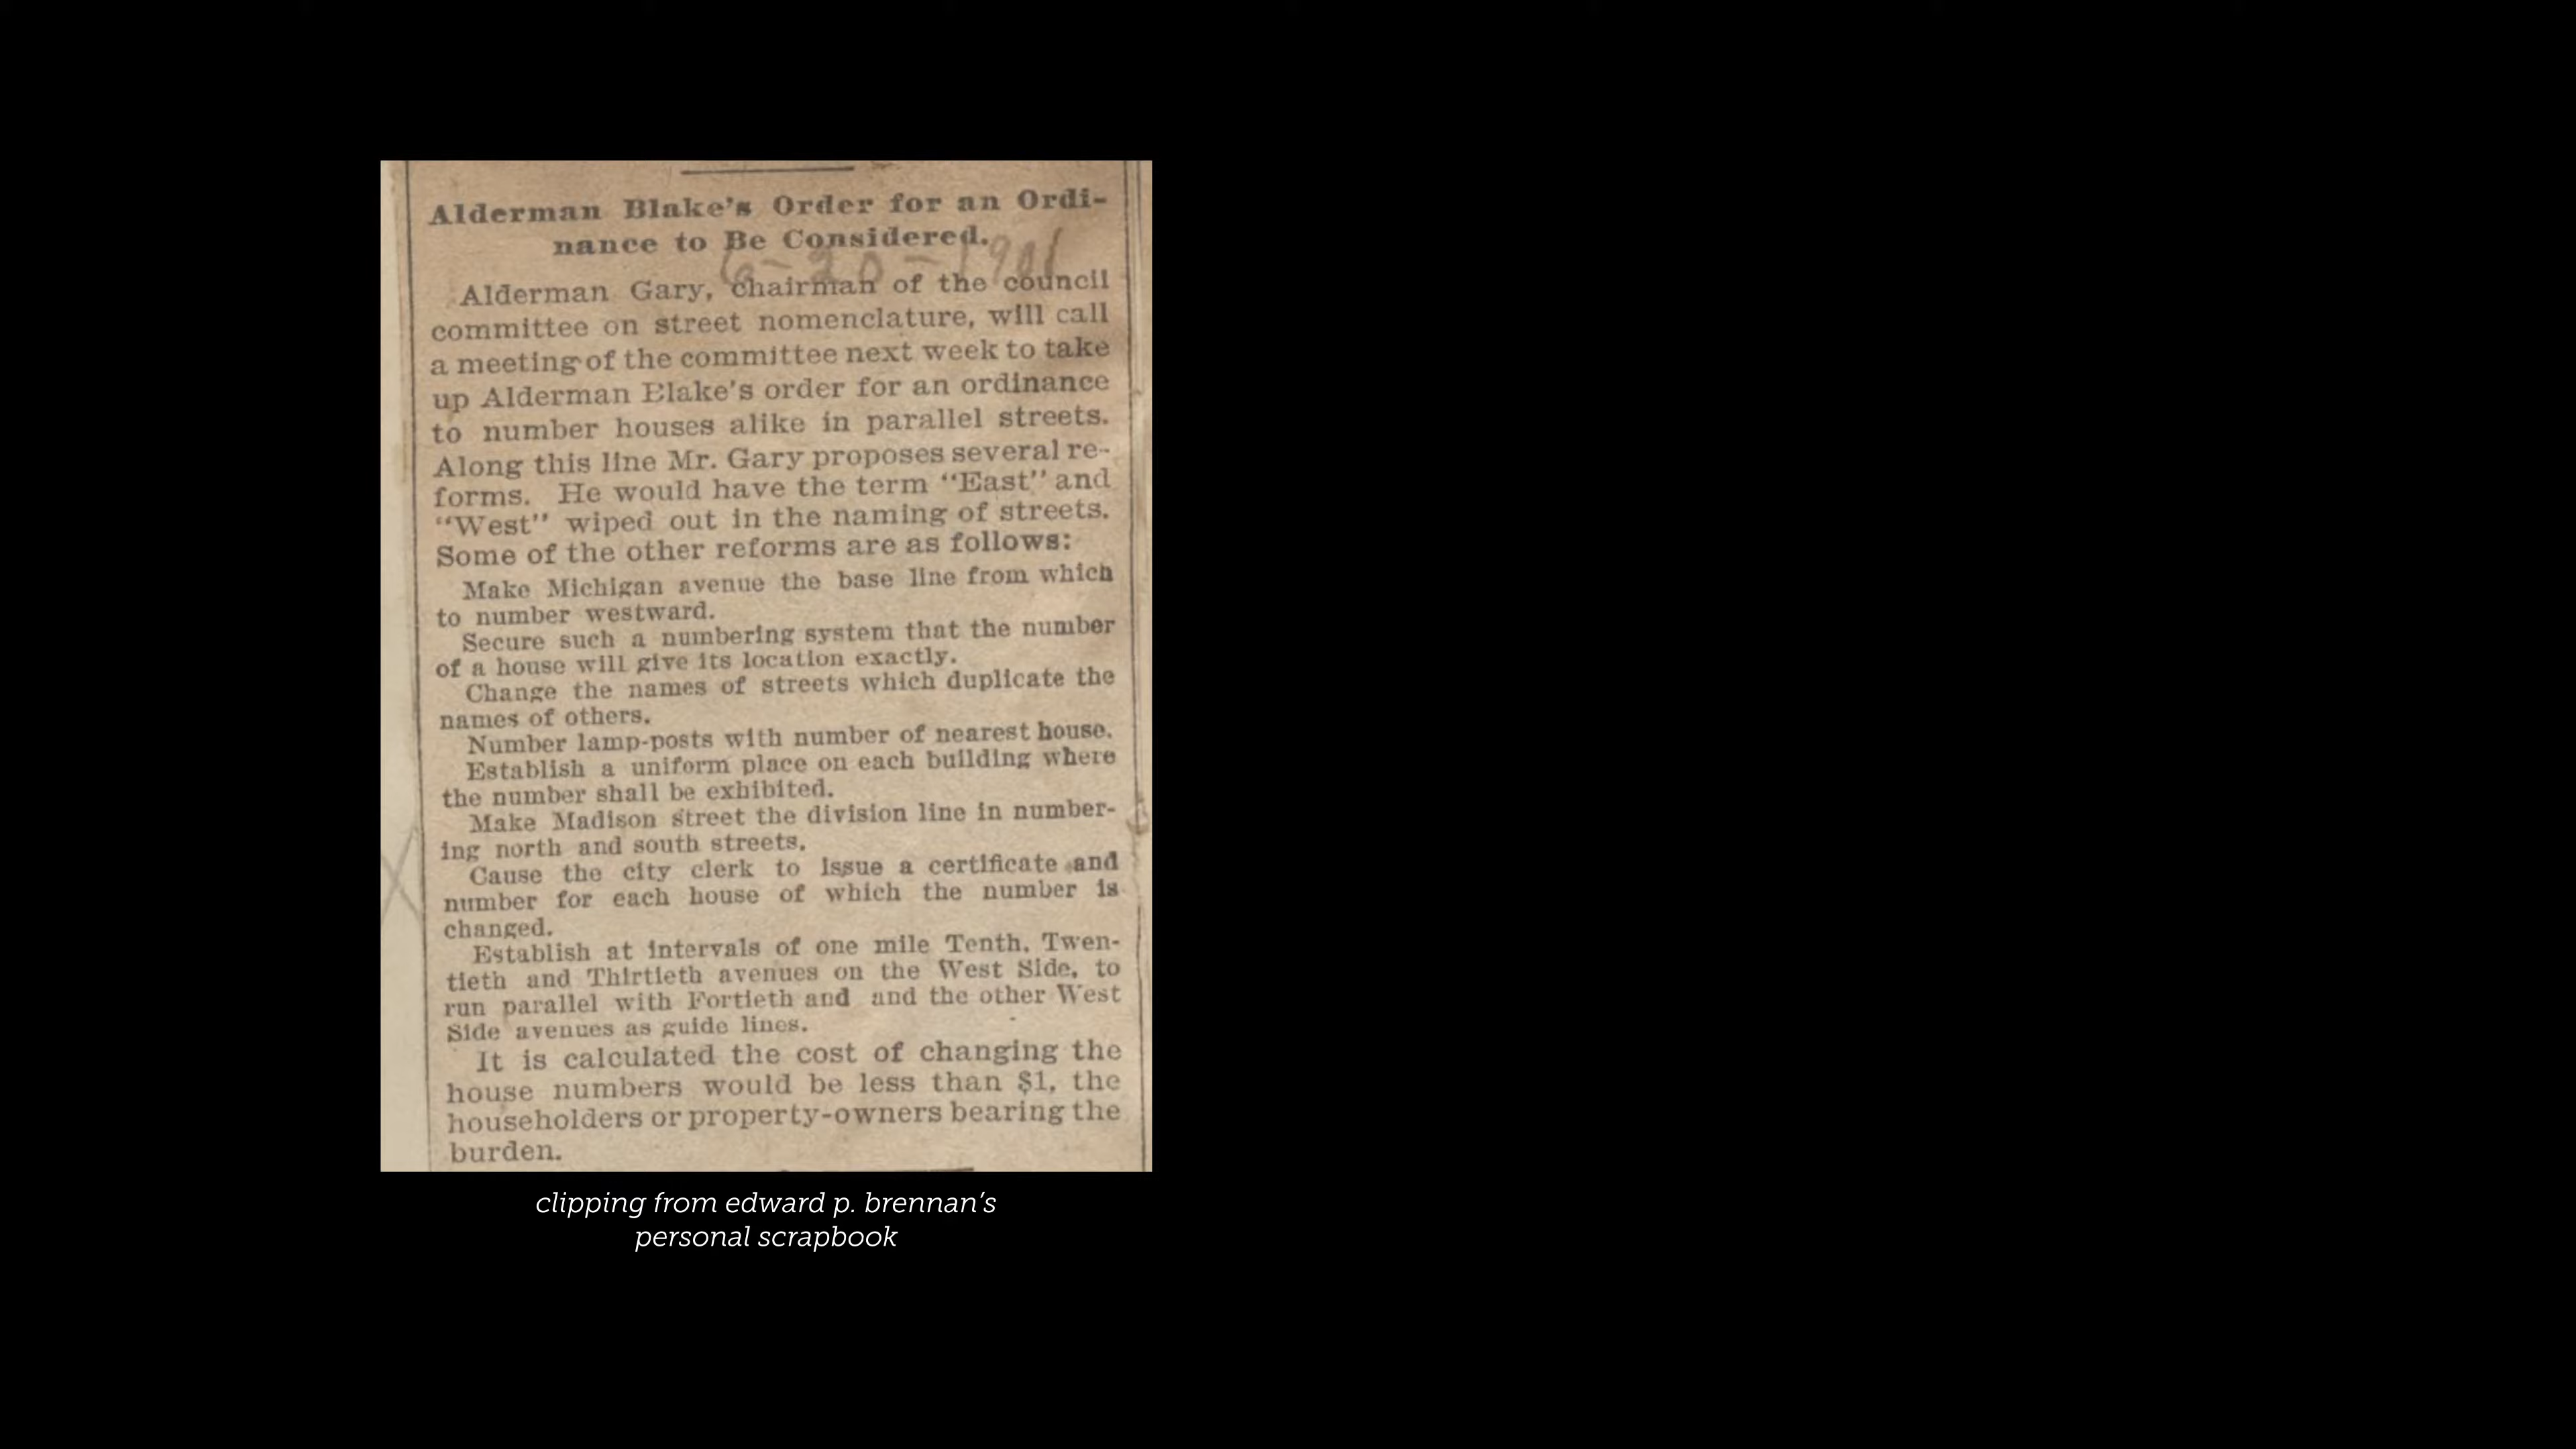 Alderman Blake's Order for an Ordi-
nance to Be Considered.
6-20-1901
Alderman Gary, chairman of the council
committee on street nomenclature, will call
a meeting of the committee next week to take
up Alderman Blake's order for an ordinance
to number houses alike in parallel streets.
Along this line Mr. Gary proposes several re-
forms. He would have the term "East" and
"West" wiped out in the naming of streets.
Some of the other reforms are as follows:
Make Michigan avenue the base line from which
to number westward.
Secure such a numbering system that the number
of a house will give its location exactly.
Change the names of streets which duplicate the
names of others.
Number lamp-posts with number of nearest house.
Establish a uniform place on each building where
the number shall be exhibited.
Make Madison street the division line in number-
ing north and south streets.
Cause the city clerk to issue a certificate and
number for each house of which the number is
changed.
Establish at intervals of one mile Tenth, Twen-
tieth and Thirtieth avenues on the West Side, to
run parallel with Fortieth and and the other West
Side avenues as guide lines.
It is calculated the cost of changing the
house numbers would be less than $1, the
householders or property-owners bearing the
burden.
clipping from edward p. brennan's
personal scrapbook